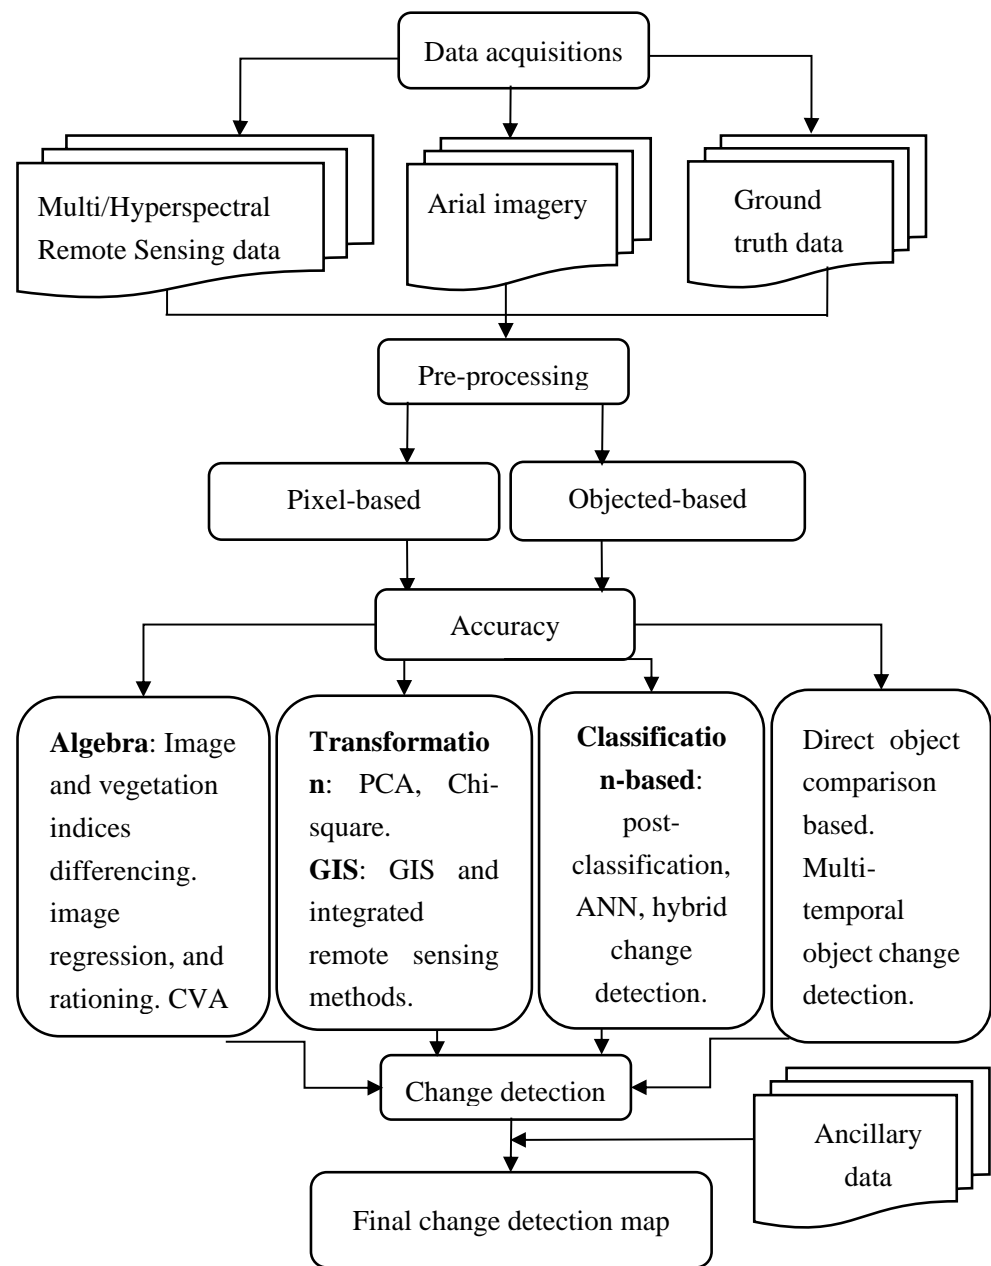 Data acquisitions
Multi/Hyperspectral
Remote Sensing data
Arial imagery
Ground
truth data
Pre-processing
Pixel-based
Objected-based
Accuracy
Algebra: Image
and vegetation
indices
differencing.
image
regression, and
rationing. CVA
Transformatio
n: PCA, Chi-
square.
GIS: GIS and
integrated
remote sensing
methods.
Classificatio
n-based:
post-
classification,
ANN, hybrid
change
detection.
Direct object
comparison
based.
Multi-
temporal
object change
detection.
Change detection
Ancillary
data
Final change detection map